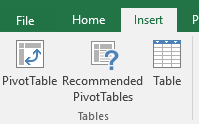 File Home Insert P
PivotTable Recommended Table
PivotTables
Tables